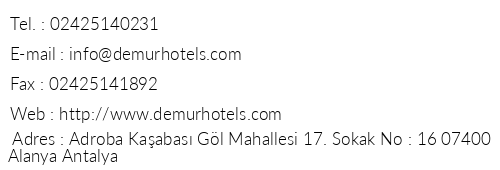 Tel. : 02425140231
E-mail : info@demurhotels.com
Fax : 02425141892
Web : http://www.demurhotels.com
Adres : Adroba Kaşabası Göl Mahallesi 17. Sokak No : 16 07400
Alanya Antalya